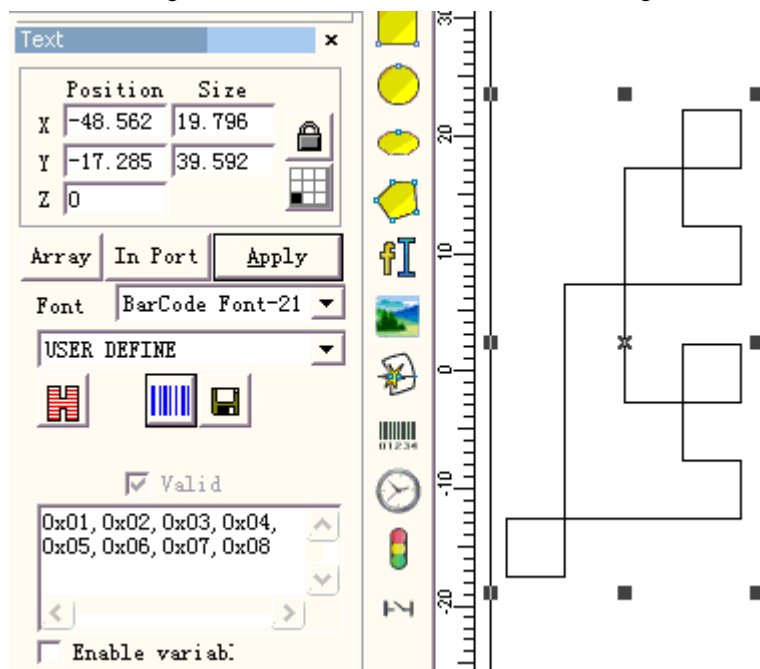 Text ×
Position Size
X -48.562 19.796
Y -17.285 39.592
Z 0
Array In Port Apply
Font BarCode Font-21
USER DEFINE
Valid
0x01, 0x02, 0x03, 0x04,
0x05, 0x06, 0x07, 0x08
Enable variab
01234
30
20
10
0
-10
-20